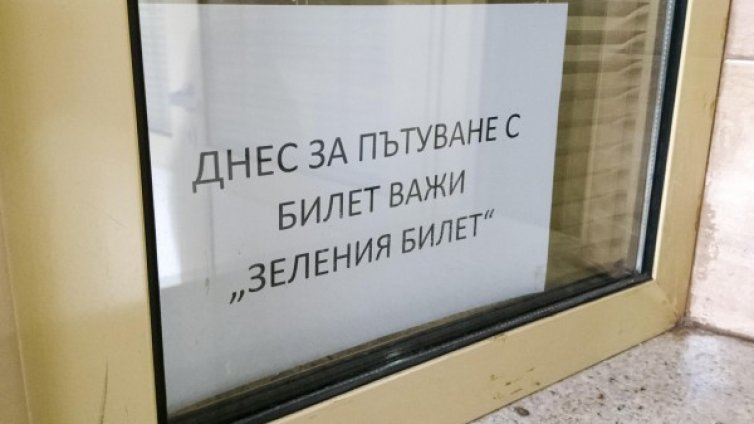 ДНЕС ЗА ПЪТУВАНЕ С
БИЛЕТ ВАЖИ
„ЗЕЛЕНИЯ БИЛЕТ“